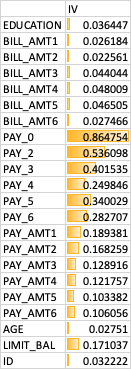 IV
EDUCATION 0.036447
BILL_AMT1 0.026184
BILL_AMT2 0.022561
BILL_AMT3 0.044044
BILL_AMT4 0.048009
BILL_AMT5 0.046505
BILL_AMT6 0.027466
PAY_0 0.864754
PAY_2 0.536098
PAY_3 0.401535
PAY_4 0.249846
PAY_5 0.340029
PAY_6 0.282707
PAY_AMT1 0.189381
PAY_AMT2 0.168259
PAY_AMT3 0.128916
PAY_AMT4 0.121757
PAY_AMT5 0.103382
PAY_AMT6 0.106056
AGE 0.02751
LIMIT_BAL 0.171037
ID 0.032222